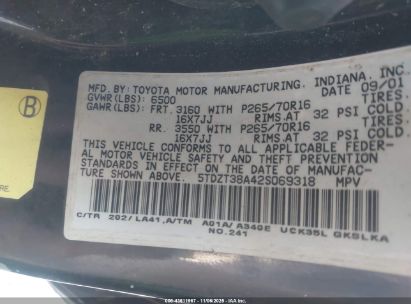 MFD. BY: TOYOTA MOTOR MANUFACTURING, INDIANA, INC.
GVWR(LBS): 6500 DATE 09/01
GAWR(LBS): FRT. 3160 WITH P265/70R16 TIRES,
16X7JJ RIMS.AT 32 PSI COLD
RR. 3550 WITH P265/70R16 TIRES,
16X7JJ RIMS.AT 32 PSI COLD
THIS VEHICLE CONFORMS TO ALL APPLICABLE FEDER-
AL MOTOR VEHICLE SAFETY AND THEFT PREVENTION
STANDARDS IN EFFECT ON THE DATE OF MANUFAC-
TURE SHOWN ABOVE. 5TDZT38A42S069318 MPV
C/TR 202/LA41,A/TM A01A/A340E UCK35L GKSLKA
NO.241
B